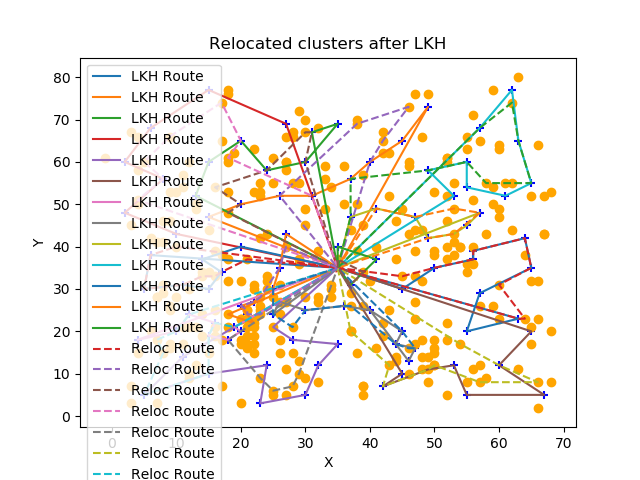 Relocated clusters after LKH
80
70
60
50
40
30
20
10
0
Y
LKH Route
LKH Route
LKH Route
LKH Route
LKH Route
LKH Route
LKH Route
LKH Route
LKH Route
LKH Route
LKH Route
LKH Route
LKH Route
Reloc Route
Reloc Route
Reloc Route
Reloc Route
Reloc Route
Reloc Route
Reloc Route
0 10 20 30 40 50 60 70
X